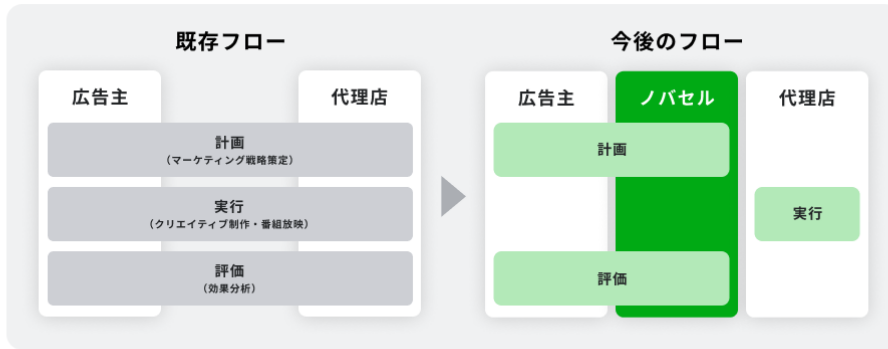 既存フロー
広告主
代理店
計画
（マーケティング戦略策定）
実行
（クリエイティブ制作・番組放映）
評価
（効果分析）
今後のフロー
広告主
ノバセル
代理店
計画
実行
評価